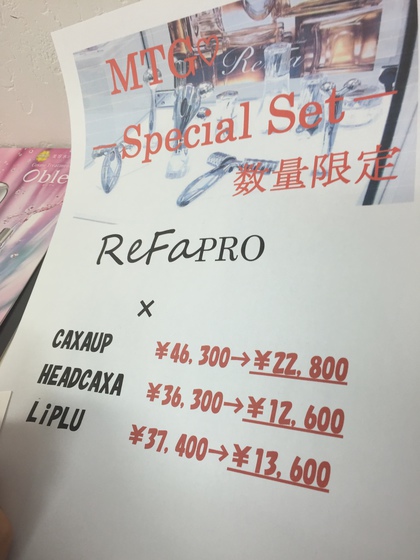 MTG♡
ReFa
—Special Set—
数量限定
ReFaPRO
×
CAXAUP ¥46,300→¥22,800
HEADCAXA ¥36,300→¥12,600
LiPLU ¥37,400→¥13,600